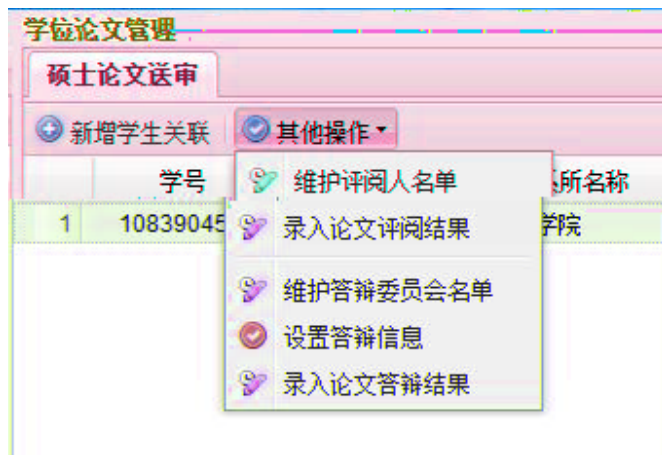 学位论文管理
硕士论文送审
新增学生关联 其他操作
学号 所名称
1 10839045 学院
维护评阅人名单
录入论文评阅结果
维护答辩委员会名单
设置答辩信息
录入论文答辩结果